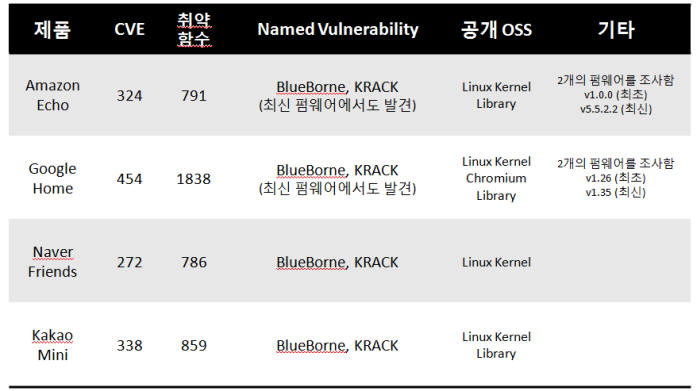 제품 CVE 취약 함수 Named Vulnerability 공개 OSS 기타
Amazon Echo 324 791 BlueBorne, KRACK (최신 펌웨어에서도 발견) Linux Kernel Library 2개의 펌웨어를 조사함 v1.0.0 (최초) v5.5.2.2 (최신)
Google Home 454 1838 BlueBorne, KRACK (최신 펌웨어에서도 발견) Linux Kernel Chromium Library 2개의 펌웨어를 조사함 v1.26 (최초) v1.35 (최신)
Naver Friends 272 786 BlueBorne, KRACK Linux Kernel
Kakao Mini 338 859 BlueBorne, KRACK Linux Kernel Library